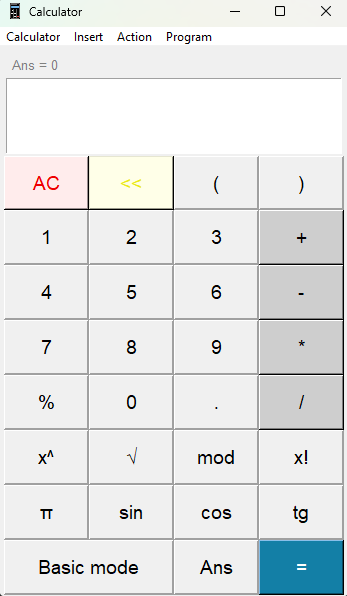 Calculator
Calculator Insert Action Program
Ans = 0
AC << ( )
1 2 3 +
4 5 6 -
7 8 9 *
% 0 . /
x^ √ mod x!
π sin cos tg
Basic mode Ans =